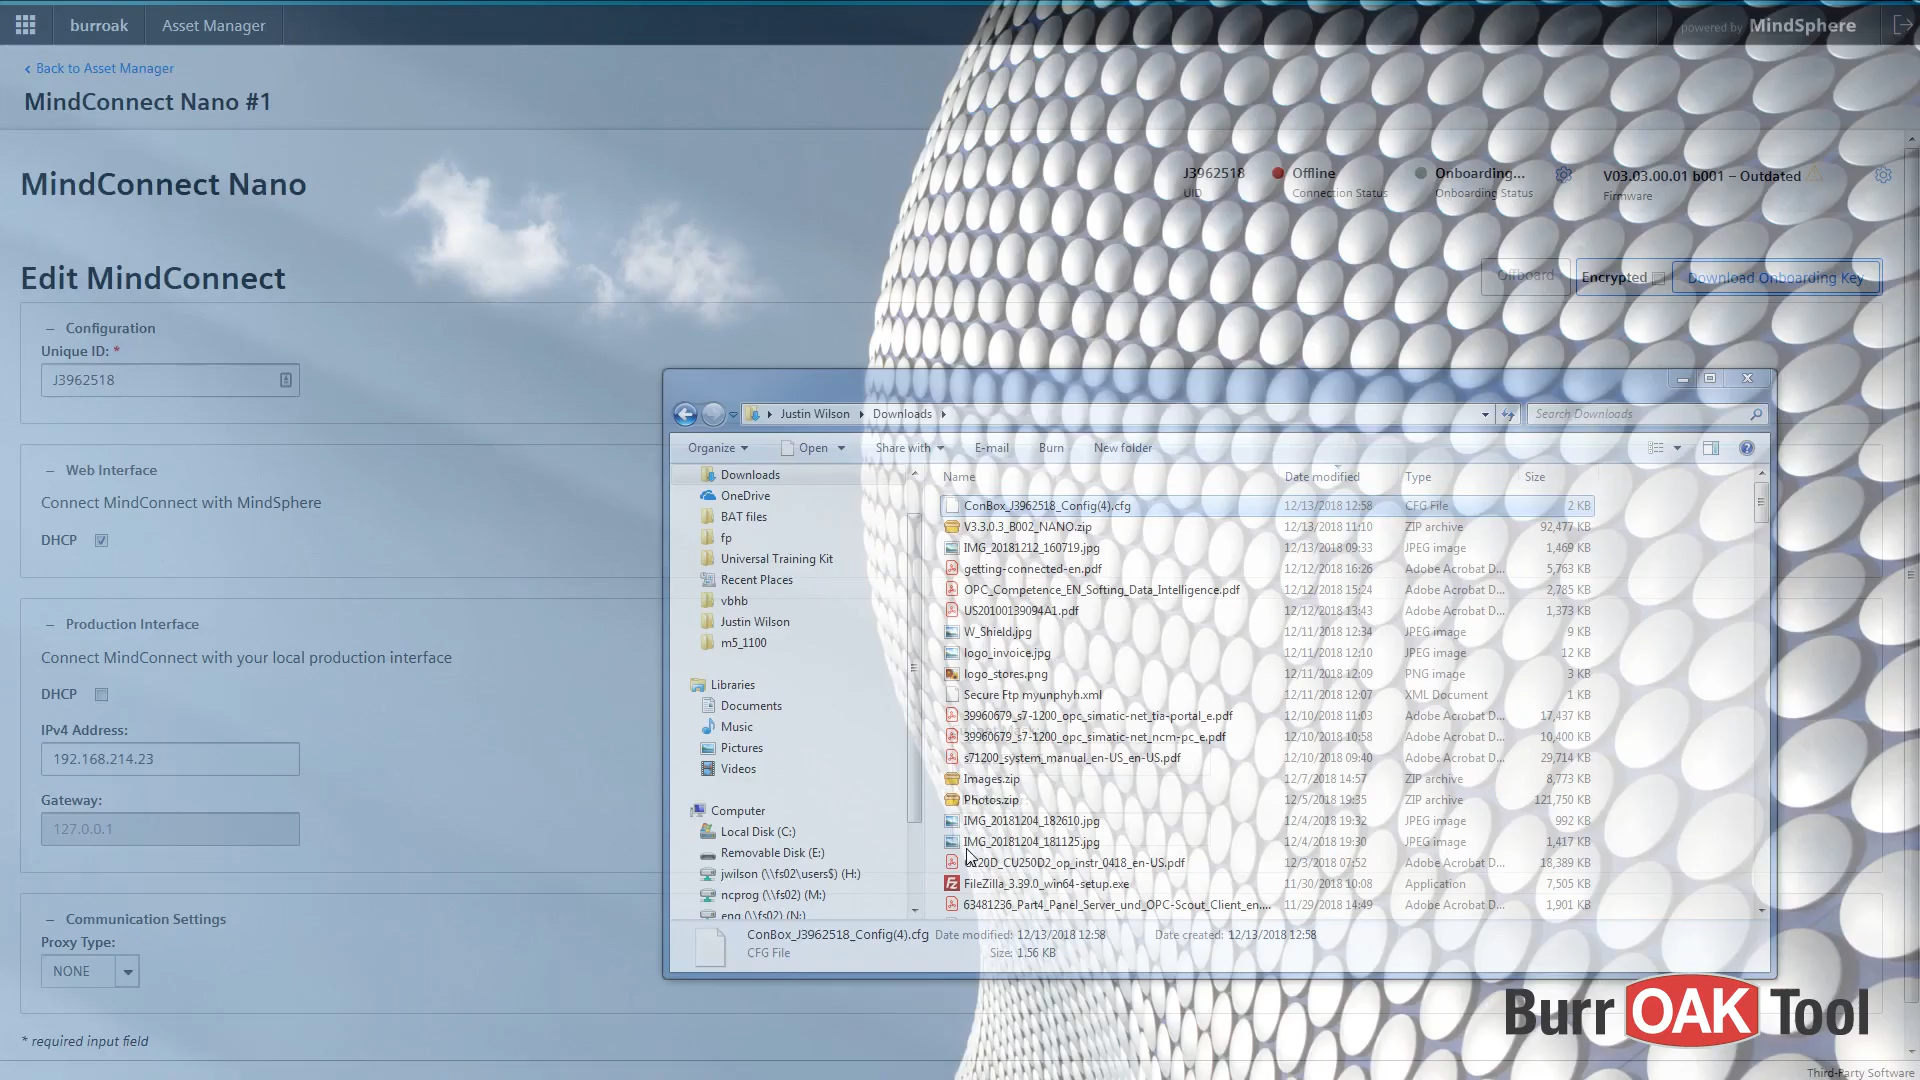 burroak
Asset Manager
powered by MindSphere
Back to Asset Manager
MindConnect Nano #1
MindConnect Nano
J3962518
UID
Offline
Connection Status
Onboarding...
Onboarding Status
V03.03.00.01 b001 – Outdated
Firmware
Edit MindConnect
Offboard
Encrypted
Download Onboarding Key
Configuration
Unique ID: *
J3962518
Web Interface
Connect MindConnect with MindSphere
DHCP
Production Interface
Connect MindConnect with your local production interface
DHCP
IPv4 Address:
192.168.214.23
Gateway:
127.0.0.1
Communication Settings
Proxy Type:
NONE
* required input field
Justin Wilson
Downloads
Search Downloads
Organize
Open
Share with
E-mail
Burn
New folder
Downloads
OneDrive
BAT files
fp
Universal Training Kit
Recent Places
vbhb
Justin Wilson
m5_1100
Libraries
Documents
Music
Pictures
Videos
Computer
Local Disk (C:)
Removable Disk (E:)
jwilson (\\fs02\users$) (H:)
ncprog (\\fs02) (M:)
eng (\\fs02) (N:)
Name Date modified Type Size
ConBox_J3962518_Config(4).cfg 12/13/2018 12:58 CFG File 2 KB
V3.3.0.3_B002_NANO.zip 12/13/2018 11:10 ZIP archive 92,477 KB
IMG_20181212_160719.jpg 12/13/2018 09:33 JPEG image 1,469 KB
getting-connected-en.pdf 12/12/2018 16:26 Adobe Acrobat D... 5,763 KB
OPC_Competence_EN_Softing_Data_Intelligence.pdf 12/12/2018 15:24 Adobe Acrobat D... 2,785 KB
US20100139094A1.pdf 12/12/2018 13:43 Adobe Acrobat D... 1,373 KB
W_Shield.jpg 12/11/2018 12:34 JPEG image 9 KB
logo_invoice.jpg 12/11/2018 12:10 JPEG image 12 KB
logo_stores.png 12/11/2018 12:09 PNG image 3 KB
Secure Ftp myunphyh.xml 12/11/2018 12:07 XML Document 1 KB
39960679_s7-1200_opc_simatic-net_tia-portal_e.pdf 12/10/2018 11:03 Adobe Acrobat D... 17,437 KB
39960679_s7-1200_opc_simatic-net_ncm-pc_e.pdf 12/10/2018 10:58 Adobe Acrobat D... 10,400 KB
s71200_system_manual_en-US_en-US.pdf 12/10/2018 09:40 Adobe Acrobat D... 29,714 KB
Images.zip 12/7/2018 14:57 ZIP archive 8,773 KB
Photos.zip 12/5/2018 19:35 ZIP archive 121,750 KB
IMG_20181204_182610.jpg 12/4/2018 19:32 JPEG image 992 KB
IMG_20181204_181125.jpg 12/4/2018 19:30 JPEG image 1,417 KB
12/3/2018 07:52 Adobe Acrobat D... 18,389 KB
FileZilla_3.39.0_win64-setup.exe 11/30/2018 10:08 Application 7,505 KB
63481236_Part4_Panel_Server_und_OPC-Scout_Client_en.... 11/29/2018 14:49 Adobe Acrobat D... 1,901 KB
ConBox_J3962518_Config(4).cfg Date modified: 12/13/2018 12:58 Date created: 12/13/2018 12:58
CFG File Size: 1.56 KB
Burr OAK Tool
Third-Party Software